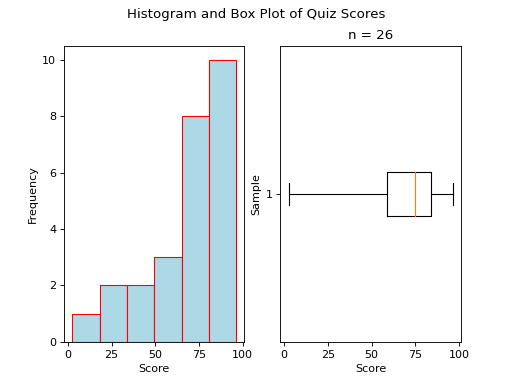 Histogram and Box Plot of Quiz Scores
n = 26
10
8
6
4
2
0
Frequency
0 25 50 75 100
Score
Sample
1
0 25 50 75 100
Score